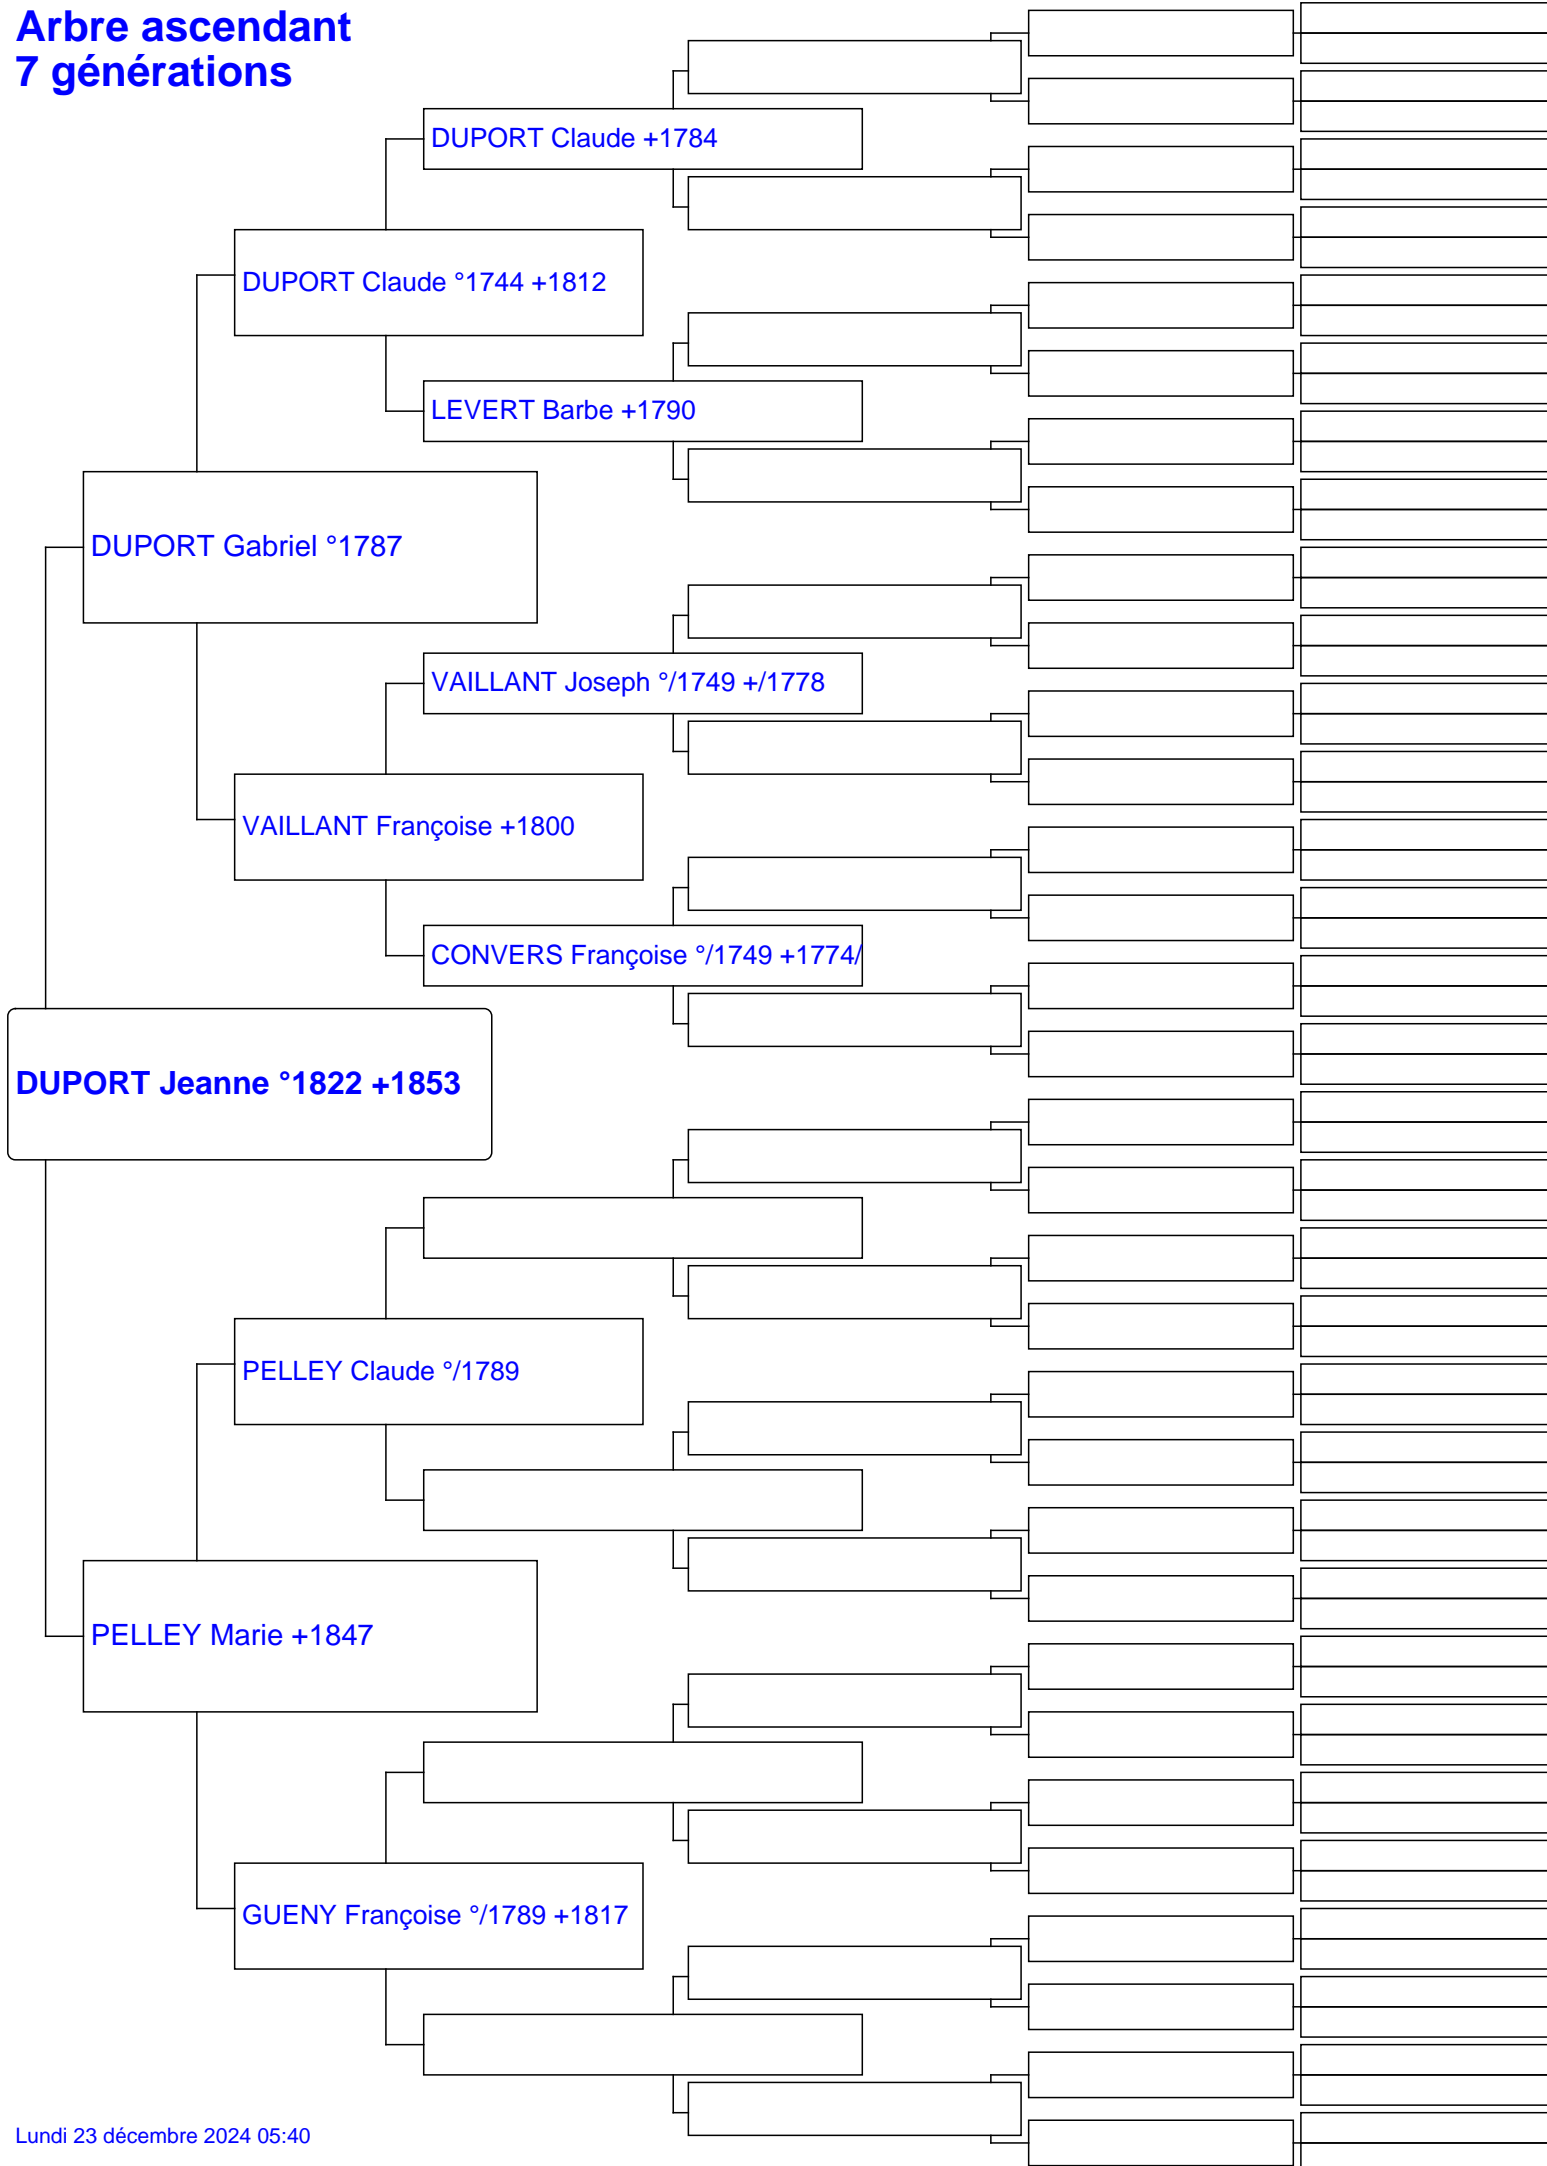 Arbre ascendant
7 générations
DUPORT Claude +1784
DUPORT Claude °1744 +1812
LEVERT Barbe +1790
DUPORT Gabriel °1787
VAILLANT Joseph °/1749 +/1778
VAILLANT Françoise +1800
CONVERS Françoise °/1749 +1774/
DUPORT Jeanne °1822 +1853
PELLEY Claude °/1789
PELLEY Marie +1847
GUENY Françoise °/1789 +1817
Lundi 23 décembre 2024 05:40